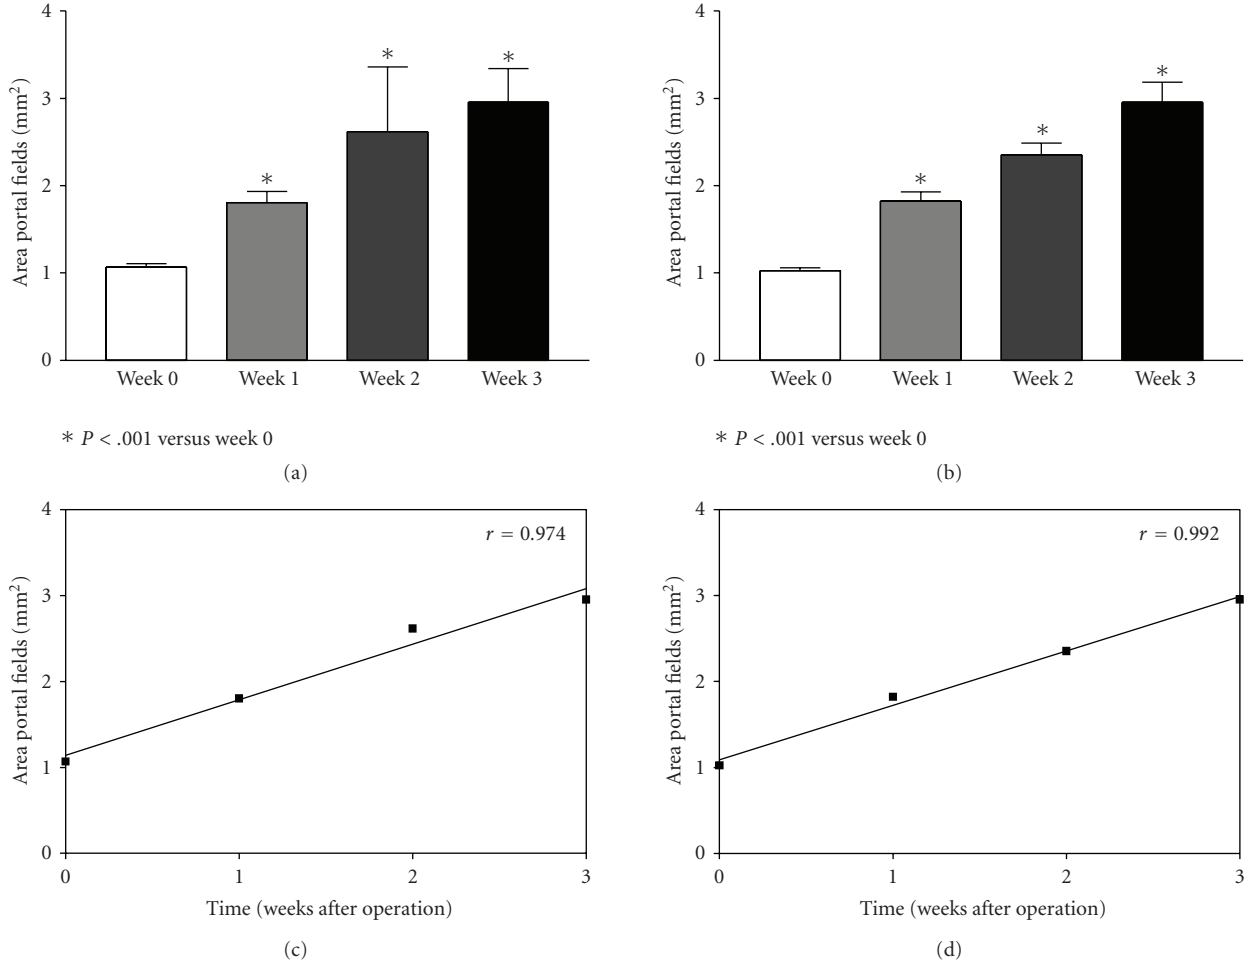 4
3
2
1
0
Area portal fields (mm²)
*
*
*
Week 0 Week 1 Week 2 Week 3
* P < .001 versus week 0
(a)
4
3
2
1
0
Area portal fields (mm²)
*
*
*
Week 0 Week 1 Week 2 Week 3
* P < .001 versus week 0
(b)
4
3
2
1
0
Area portal fields (mm²)
r = 0.974
0 1 2 3
Time (weeks after operation)
(c)
4
3
2
1
0
Area portal fields (mm²)
r = 0.992
0 1 2 3
Time (weeks after operation)
(d)